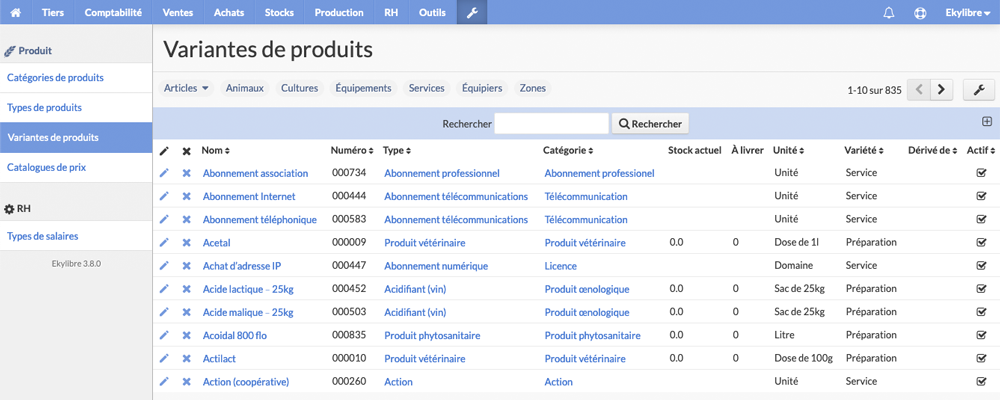 Tiers Comptabilité Ventes Achats Stocks Production RH Outils Ekylibre
Produit
Catégories de produits
Types de produits
Variantes de produits
Catalogues de prix
RH
Types de salaires
Ekylibre 3.8.0
Variantes de produits
Articles Animaux Cultures Équipements Services Équipiers Zones 1-10 sur 835
Rechercher Rechercher
Nom Numéro Type Catégorie Stock actuel À livrer Unité Variété Dérivé de Actif
Abonnement association 000734 Abonnement professionnel Abonnement professionel Unité Service
Abonnement Internet 000444 Abonnement télécommunications Télécommunication Unité Service
Abonnement téléphonique 000583 Abonnement télécommunications Télécommunication Unité Service
Acetal 000009 Produit vétérinaire Produit vétérinaire 0.0 0 Dose de 1l Préparation
Achat d'adresse IP 000447 Abonnement numérique Licence Domaine Service
Acide lactique - 25kg 000452 Acidifiant (vin) Produit œnologique 0.0 0 Sac de 25kg Préparation
Acide malique - 25kg 000503 Acidifiant (vin) Produit œnologique 0.0 0 Sac de 25kg Préparation
Acoidal 800 flo 000835 Produit phytosanitaire Produit phytosanitaire 0.0 0 Litre Préparation
Actilact 000010 Produit vétérinaire Produit vétérinaire 0.0 0 Dose de 100g Préparation
Action (coopérative) 000260 Action Action Unité Service